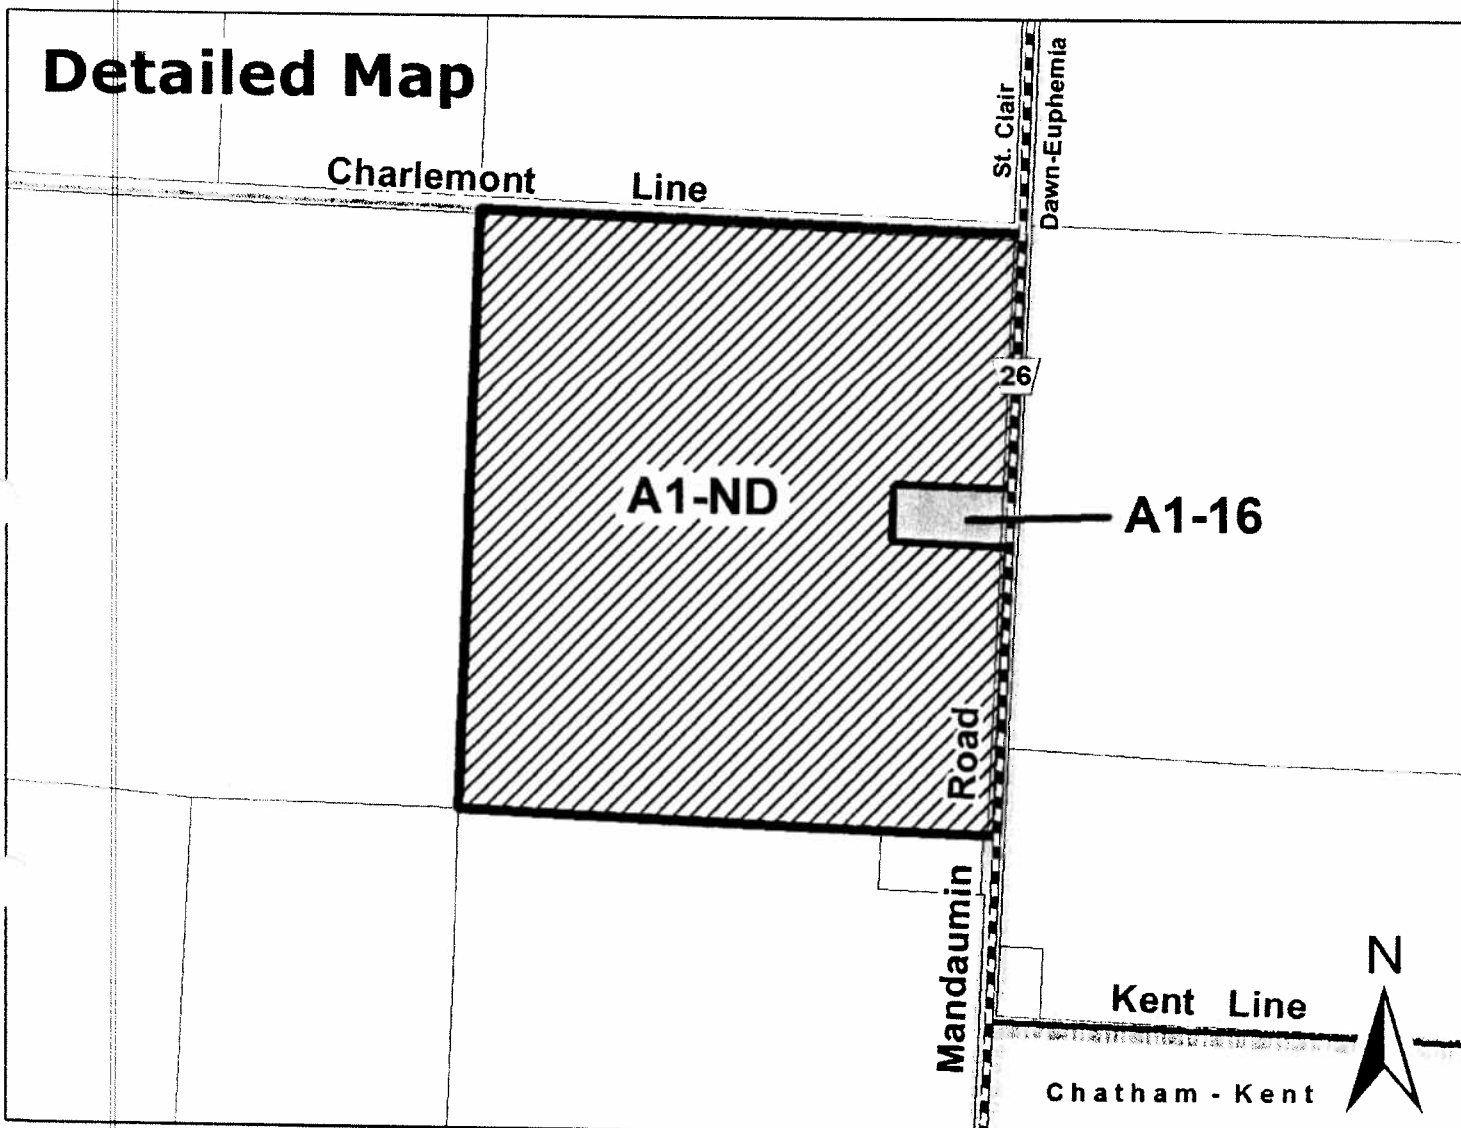 Detailed Map
St. Clair
Dawn-Euphemia
Charlemont Line
26
A1-ND
A1-16
Mandaumin Road
N
Kent Line
Chatham - Kent